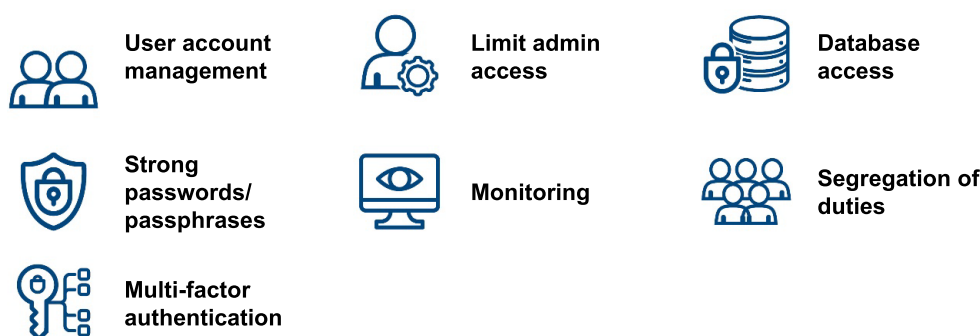 User account
management
Limit admin
access
Database
access
Strong
passwords/
passphrases
Monitoring
Segregation of
duties
Multi-factor
authentication